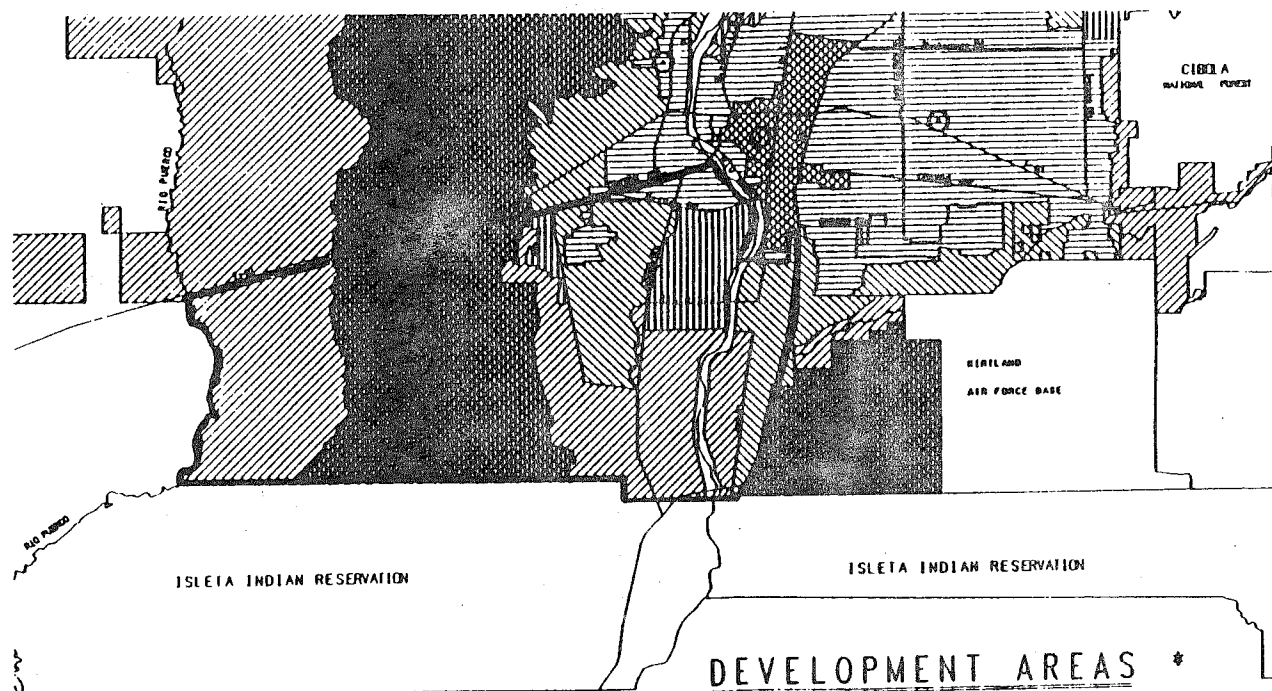 CIBOLA
NATIONAL FOREST
RIO PUERCO
KIRTLAND
AIR FORCE BASE
RIO PUERCO
ISLETA INDIAN RESERVATION
ISLETA INDIAN RESERVATION
DEVELOPMENT AREAS *